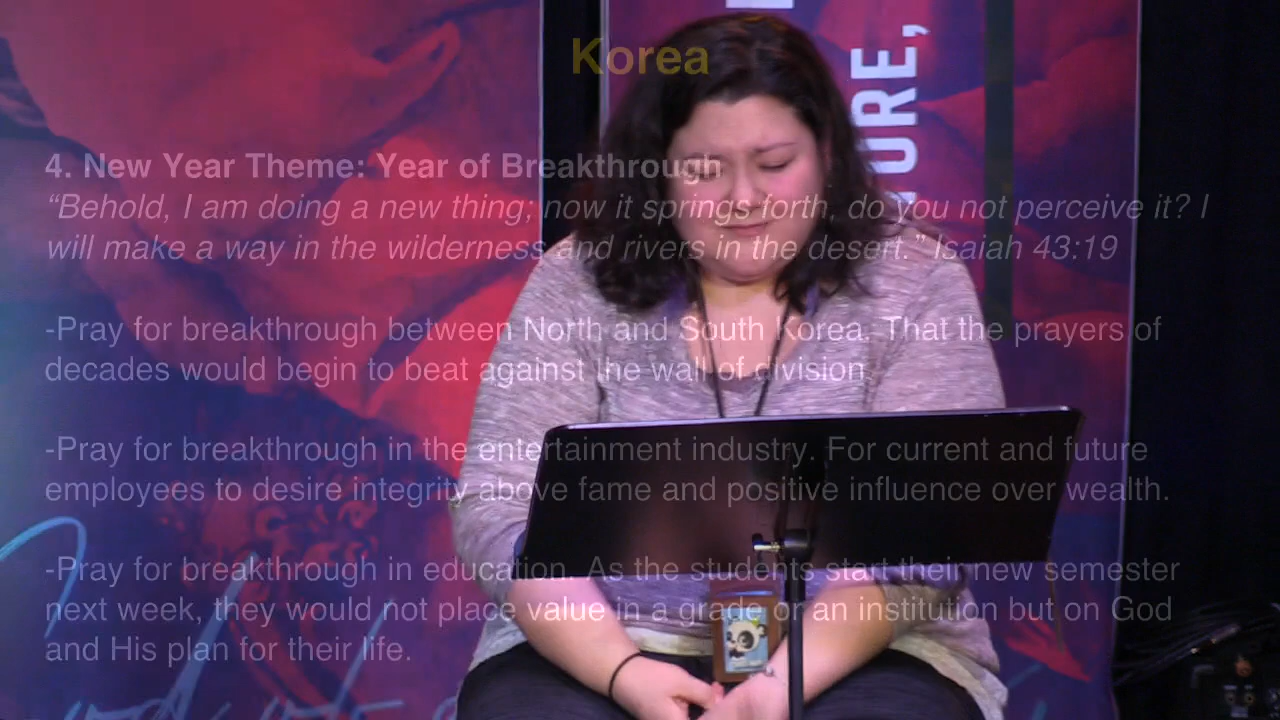 Korea
URE,
4. New Year Theme: Year of Breakthrough
“Behold, I am doing a new thing; now it springs forth, do you not perceive it? I
will make a way in the wilderness and rivers in the desert.” Isaiah 43:19
-Pray for breakthrough between North and South Korea. That the prayers of
decades would begin to beat against the wall of division.
-Pray for breakthrough in the entertainment industry. For current and future
employees to desire integrity above fame and positive influence over wealth.
-Pray for breakthrough in education. As the students start their new semester
next week, they would not place value in a grade or an institution but on God
and His plan for their life.